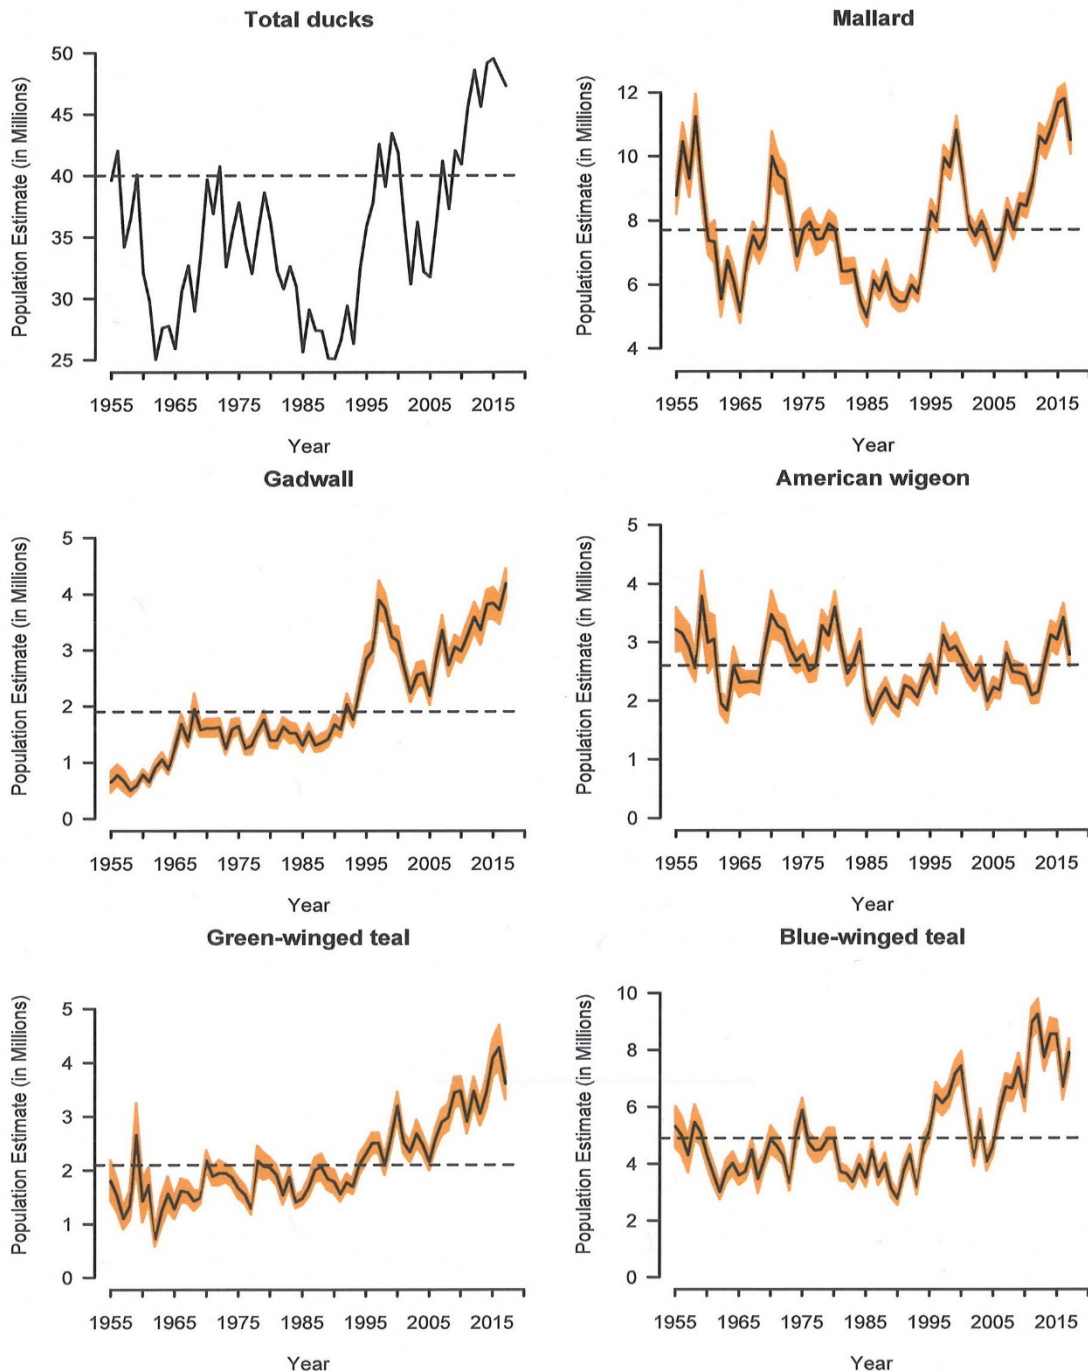 Total ducks
Population Estimate (in Millions)
50
45
40
35
30
25
1955 1965 1975 1985 1995 2005 2015
Year
Mallard
Population Estimate (in Millions)
12
10
8
6
4
1955 1965 1975 1985 1995 2005 2015
Year
Gadwall
Population Estimate (in Millions)
5
4
3
2
1
0
1955 1965 1975 1985 1995 2005 2015
Year
American wigeon
Population Estimate (in Millions)
5
4
3
2
1
0
1955 1965 1975 1985 1995 2005 2015
Year
Green-winged teal
Population Estimate (in Millions)
5
4
3
2
1
0
1955 1965 1975 1985 1995 2005 2015
Year
Blue-winged teal
Population Estimate (in Millions)
10
8
6
4
2
0
1955 1965 1975 1985 1995 2005 2015
Year